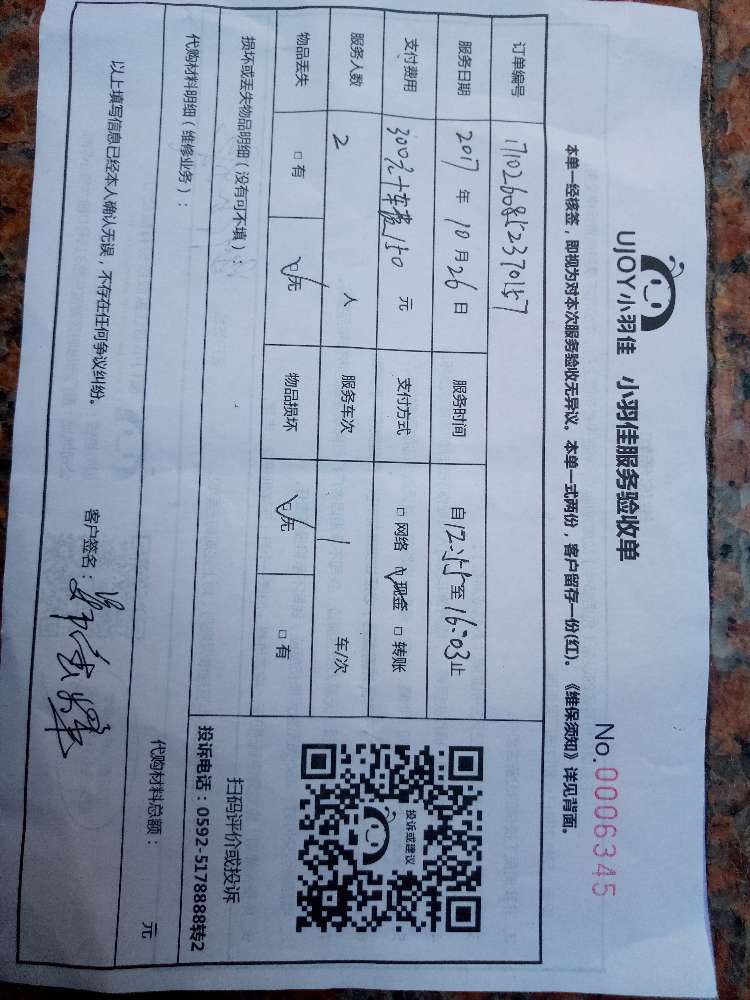 UJOY小羽佳 小羽佳服务验收单
No.0006345
本单一经核签，即视为对本次服务验收无异议。本单一式两份，客户留存一份(红)。《维保须知》详见背面。
订单编号
服务日期 2017 年 10 月 26 日 服务时间 自12:55至16:03止
支付费用 300元+车费150 元 支付方式 □ 网络 ☑ 现金 □ 转账
服务人数 2 人 服务车次 1 车/次
物品丢失 □ 有 ☑ 无 物品损坏 ☑ 无 □ 有
损坏或丢失物品明细（没有可不填）：
投诉或建议
扫码评价或投诉
投诉电话：0592-5178888转2
代购材料明细（维修业务）：
代购材料总额： 元
以上填写信息已经本人确认无误，不存在任何争议纠纷。
客户签名：